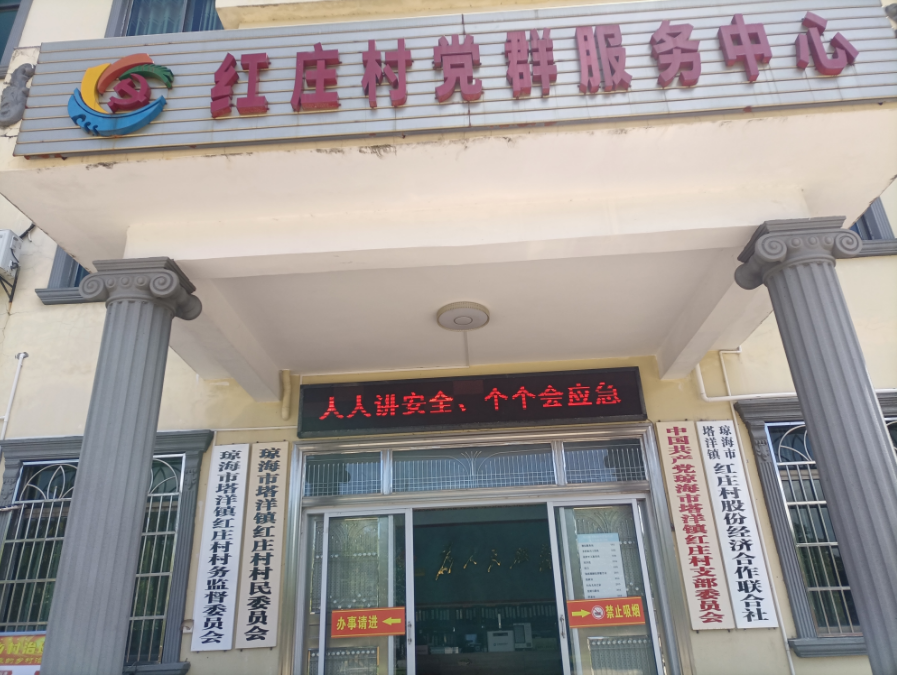 红庄村党群服务中心
人人讲安全、个个会应急
琼海市塔洋镇红庄村村务监督委员会
琼海市塔洋镇红庄村村民委员会
中国共产党琼海市塔洋镇红庄村支部委员会
琼海市
塔洋镇
红庄村股份经济合作联合社
为人民服
办事请进
禁止吸烟